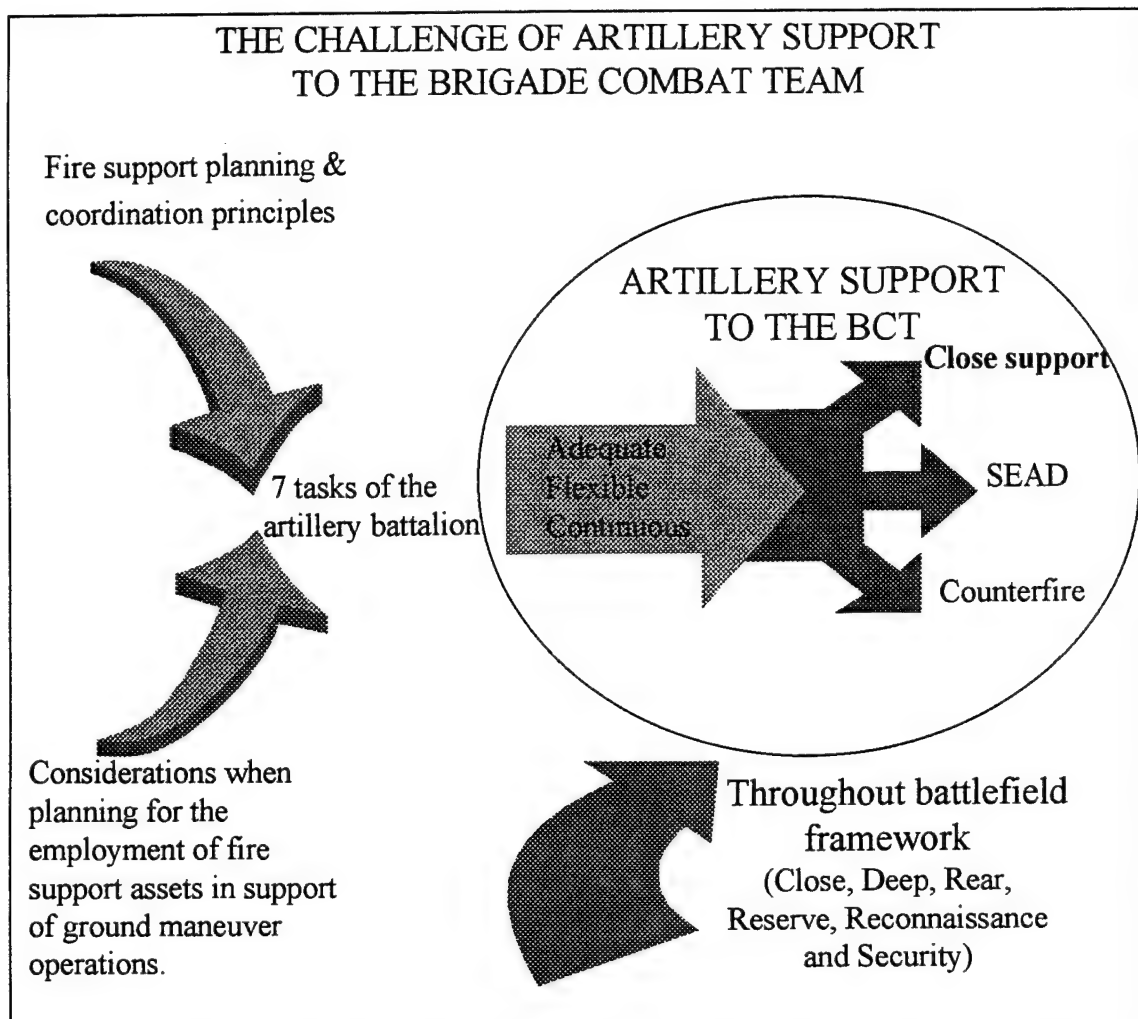 THE CHALLENGE OF ARTILLERY SUPPORT
TO THE BRIGADE COMBAT TEAM
Fire support planning &
coordination principles
7 tasks of the
artillery battalion
Considerations when
planning for the
employment of fire
support assets in support
of ground maneuver
operations.
ARTILLERY SUPPORT
TO THE BCT
Adequate
Flexible
Continuous
Close support
SEAD
Counterfire
Throughout battlefield
framework
(Close, Deep, Rear,
Reserve, Reconnaissance
and Security)